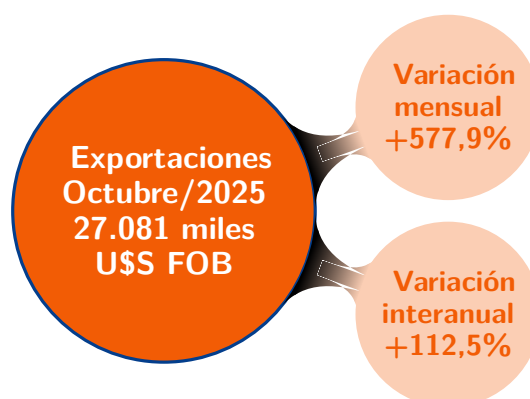 Exportaciones
Octubre/2025
27.081 miles
U$S FOB
Variación
mensual
+577,9%
Variación
interanual
+112,5%